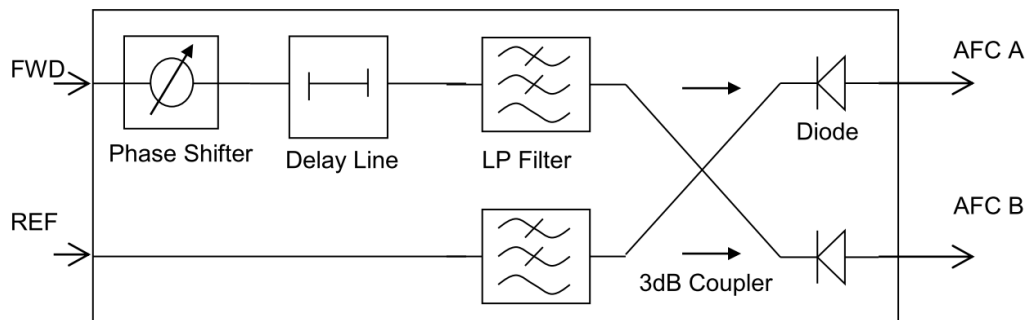 FWD
AFC A
Diode
Phase Shifter
Delay Line
LP Filter
REF
AFC B
3dB Coupler